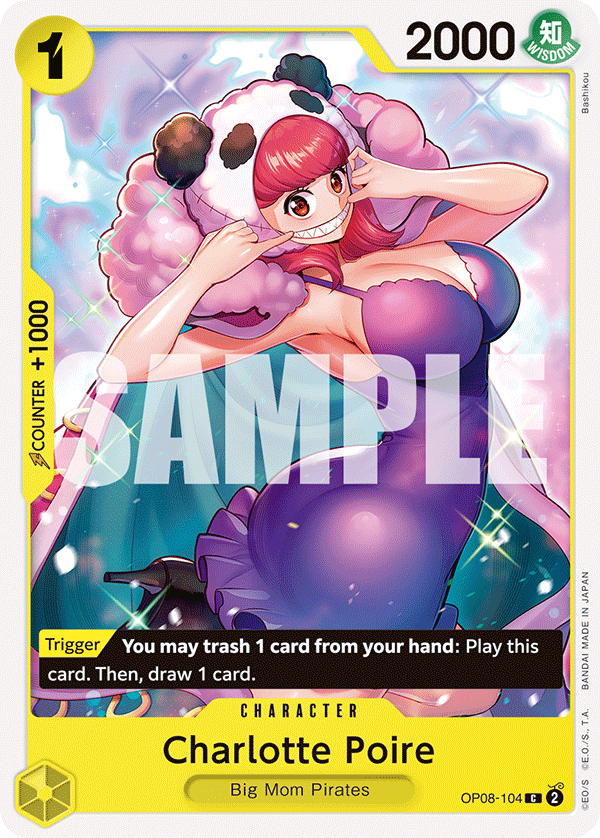 1
2000
知
WISDOM
Bashikou
COUNTER +1000
SAMPLE
Trigger You may trash 1 card from your hand: Play this
card. Then, draw 1 card.
CHARACTER
Charlotte Poire
Big Mom Pirates
OP08-104 C 2
©EO/S ©E.O./S., T.A. BANDAI MADE IN JAPAN